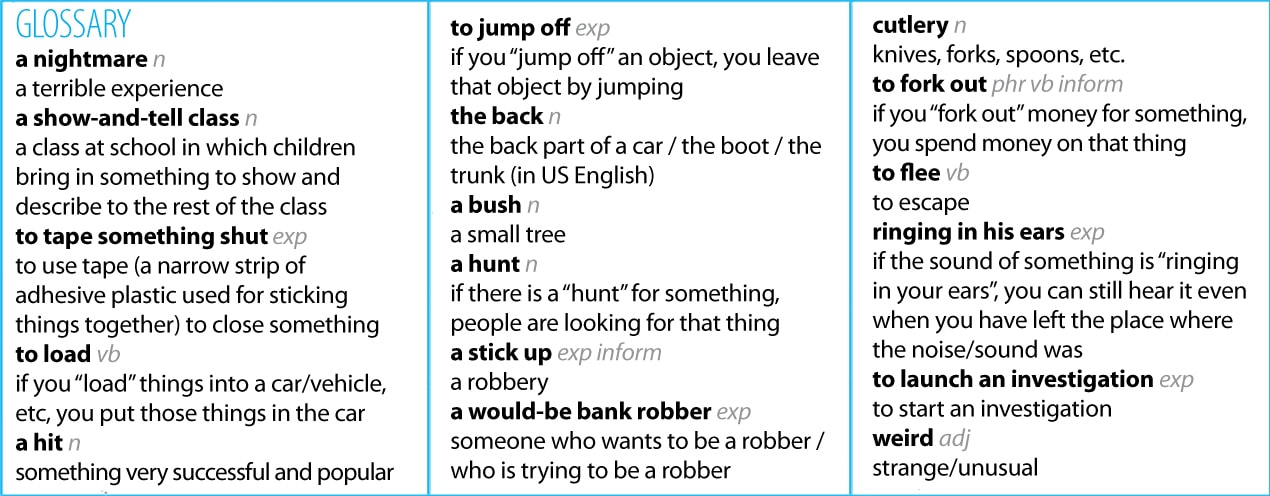 GLOSSARY
a nightmare n
a terrible experience
a show-and-tell class n
a class at school in which children
bring in something to show and
describe to the rest of the class
to tape something shut exp
to use tape (a narrow strip of
adhesive plastic used for sticking
things together) to close something
to load vb
if you “load” things into a car/vehicle,
etc, you put those things in the car
a hit n
something very successful and popular
to jump off exp
if you “jump off” an object, you leave
that object by jumping
the back n
the back part of a car / the boot / the
trunk (in US English)
a bush n
a small tree
a hunt n
if there is a “hunt” for something,
people are looking for that thing
a stick up exp inform
a robbery
a would-be bank robber exp
someone who wants to be a robber /
who is trying to be a robber
cutlery n
knives, forks, spoons, etc.
to fork out phr vb inform
if you “fork out” money for something,
you spend money on that thing
to flee vb
to escape
ringing in his ears exp
if the sound of something is “ringing
in your ears”, you can still hear it even
when you have left the place where
the noise/sound was
to launch an investigation exp
to start an investigation
weird adj
strange/unusual